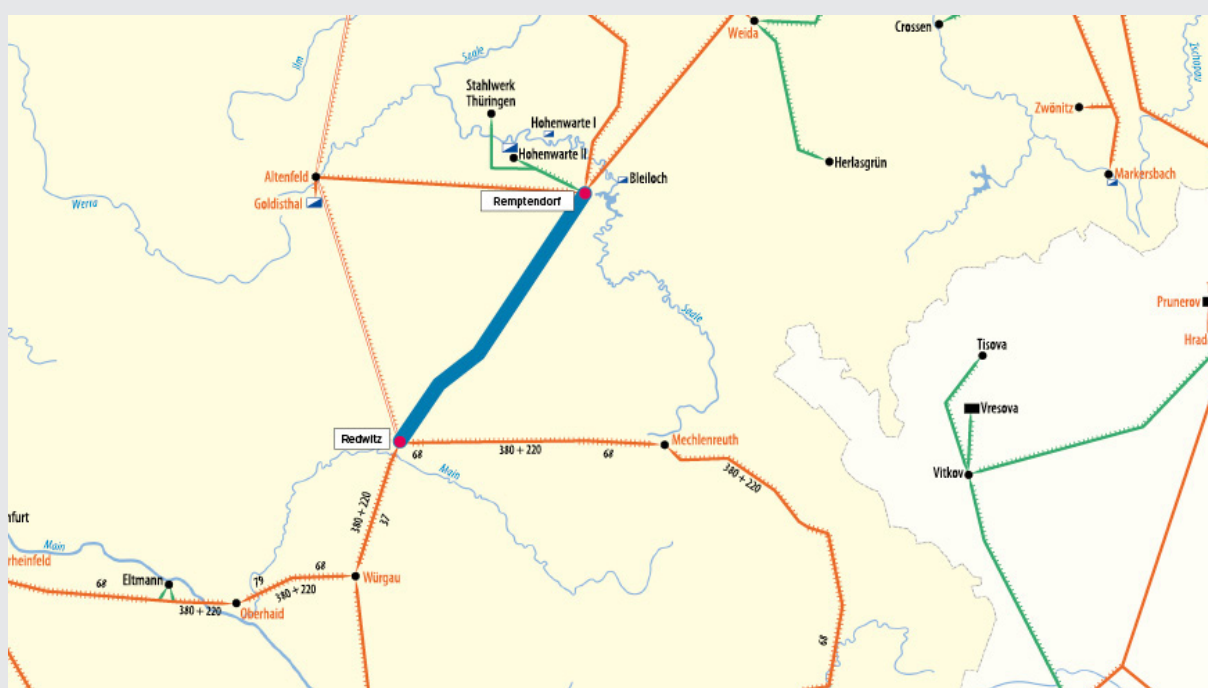 Weida
Crossen
Ilm
Saale
Zschopau
Stahlwerk
Thüringen
Zwönitz
Hohenwarte I
Hohenwarte II
Herlasgrün
Altenfeld
Bleiloch
Markersbach
Werra
Goldisthal
Remptendorf
Prunerov
Saale
Hrad
Tisova
Vresova
Redwitz
Mechlenreuth
68
380 + 220
68
Main
380 + 220
Vitkov
380 + 220
37
nfurt
Main
rheinfeld
68
Eltmann
79
68
380 + 220
Würgau
380 + 220
Oberhaid
68